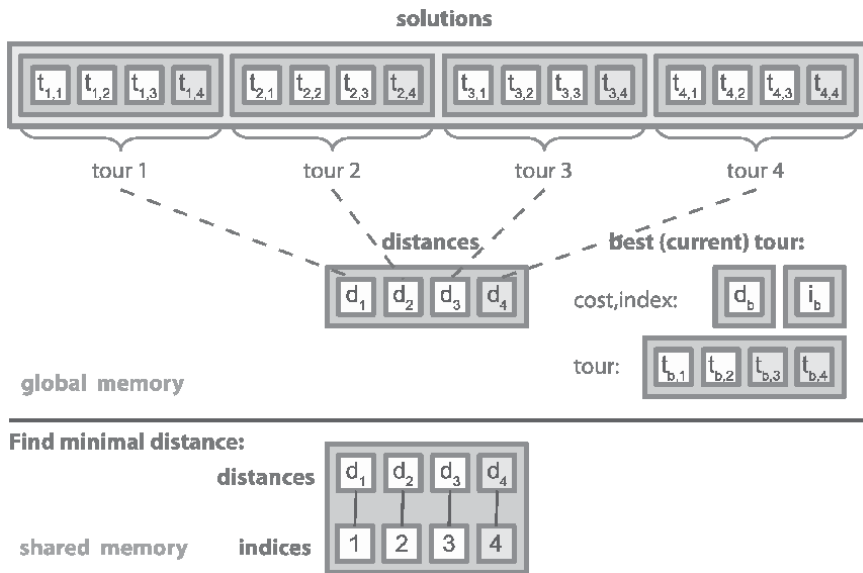 solutions
t1,1 t1,2 t1,3 t1,4 t2,1 t2,2 t2,3 t2,4 t3,1 t3,2 t3,3 t3,4 t4,1 t4,2 t4,3 t4,4
tour 1 tour 2 tour 3 tour 4
distances best (current) tour:
d1 d2 d3 d4 cost,index: db ib
tour: tb,1 tb,2 tb,3 tb,4
global memory
Find minimal distance:
distances d1 d2 d3 d4
shared memory indices 1 2 3 4